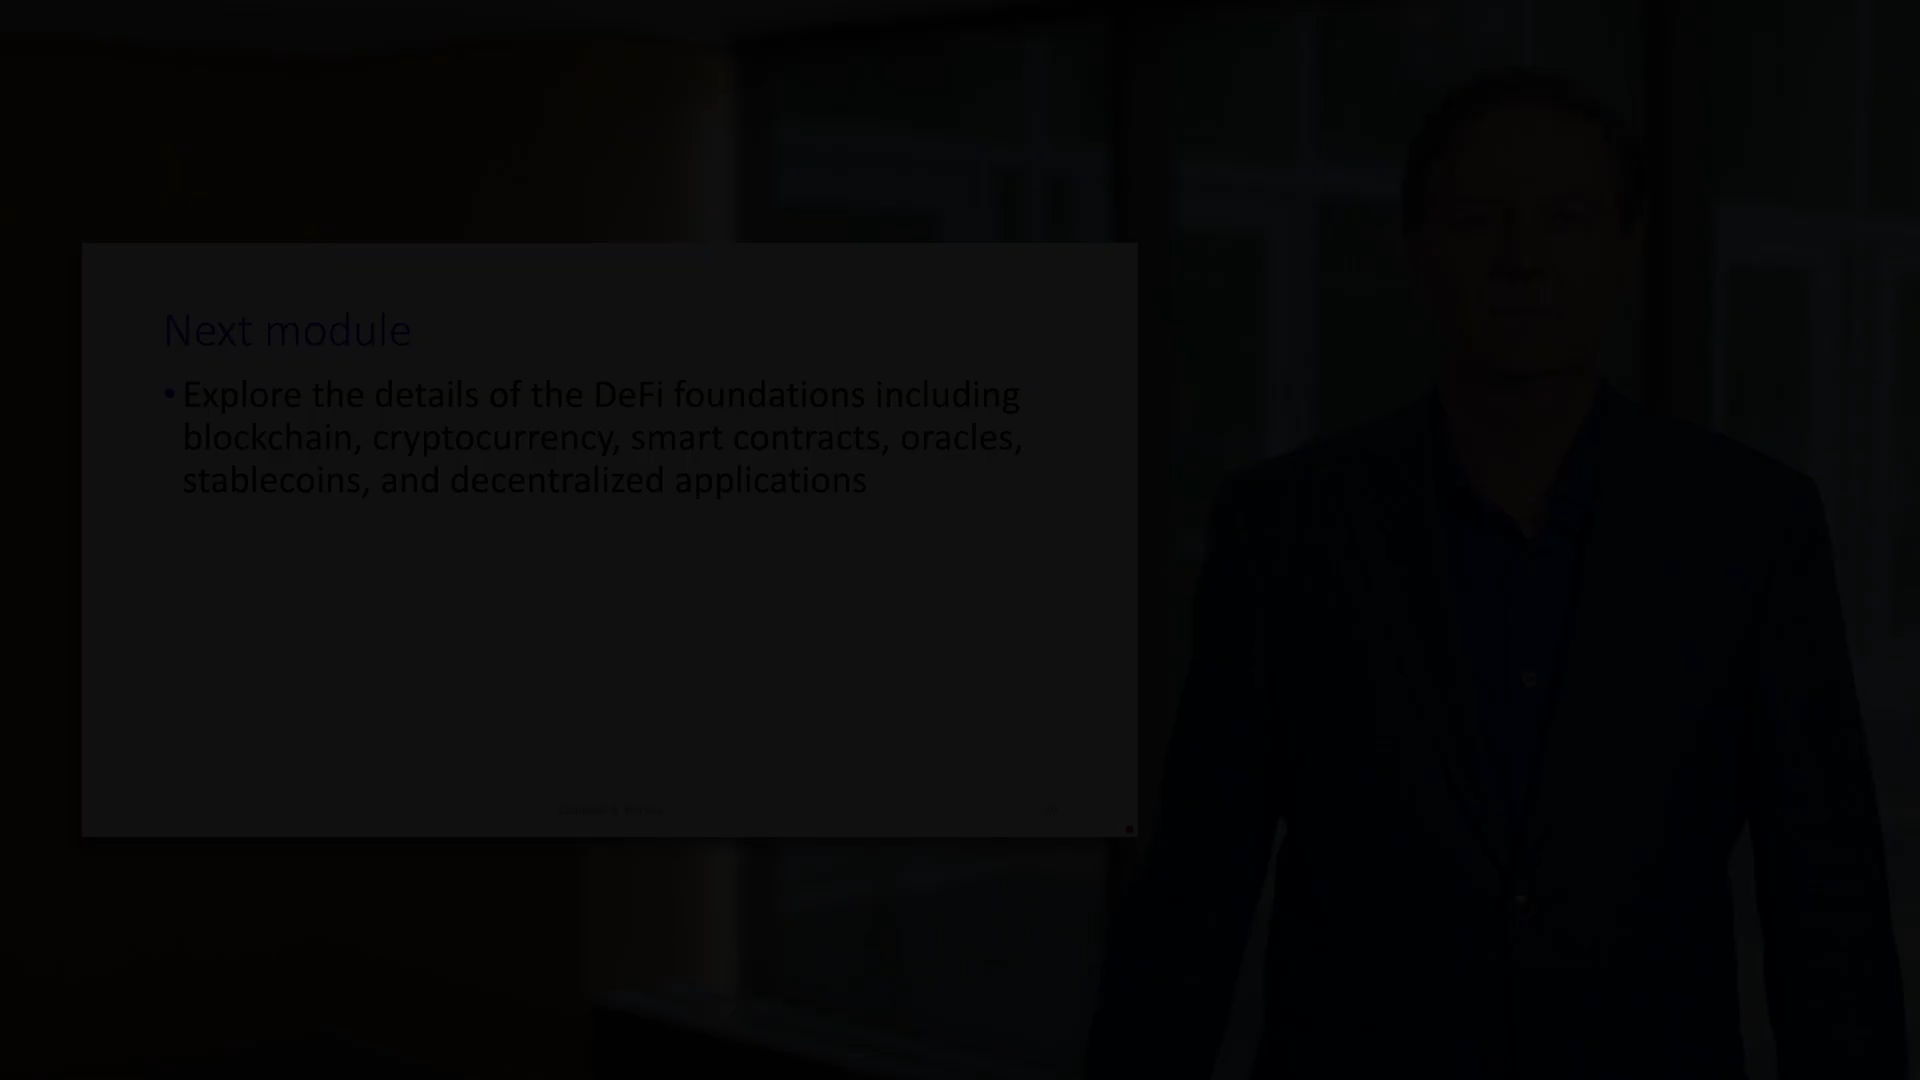 Next module
• Explore the details of the DeFi foundations including
blockchain, cryptocurrency, smart contracts, oracles,
stablecoins, and decentralized applications